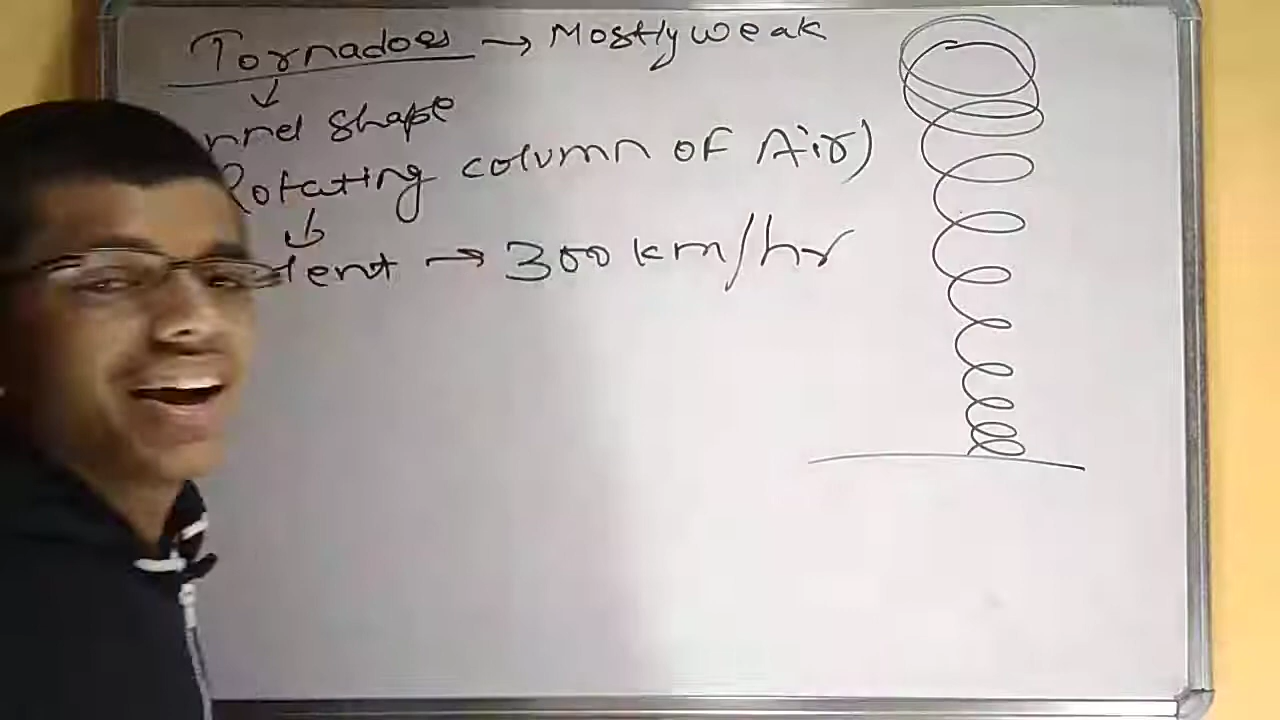 Tornadoes → Mostly weak
↓
nnel shape
Rotating column of Air)
↓
lent → 300 km/hr